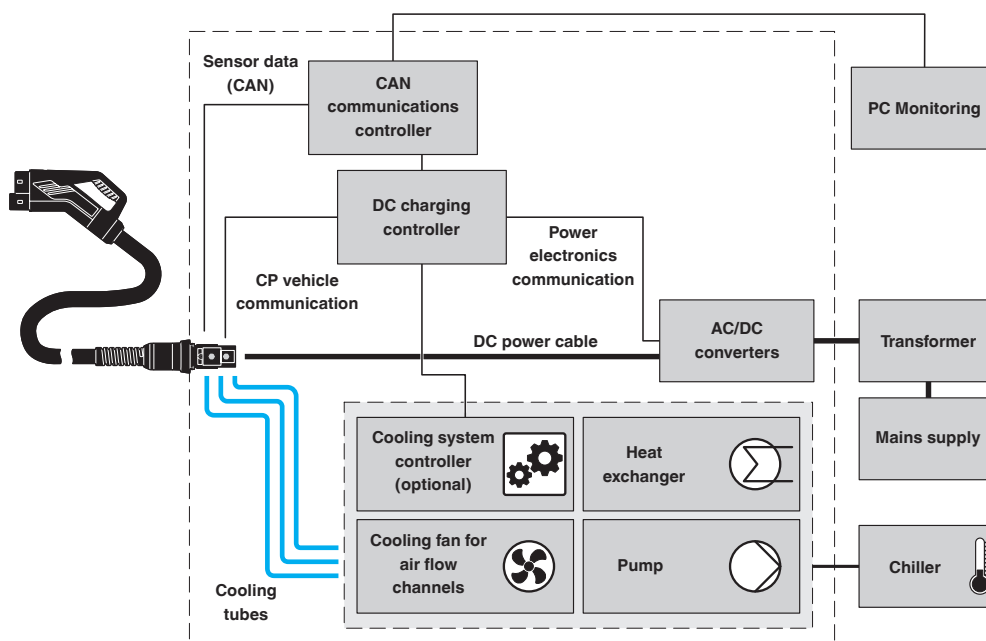 Sensor data
(CAN)
CAN
communications
controller
PC Monitoring
DC charging
controller
Power
electronics
communication
CP vehicle
communication
DC power cable
AC/DC
converters
Transformer
Mains supply
Cooling system
controller
(optional)
Heat
exchanger
Cooling fan for
air flow
channels
Pump
Chiller
Cooling
tubes